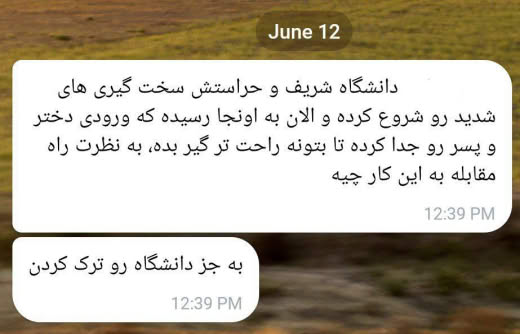 June 12
دانشگاه شریف و حراستش سخت گیری های
شدید رو شروع کرده و الان به اونجا رسیده که ورودی دختر
و پسر رو جدا کرده تا بتونه راحت تر گیر بده، به نظرت راه
مقابله به این کار چیه
12:39 PM
به جز دانشگاه رو ترک کردن
12:39 PM